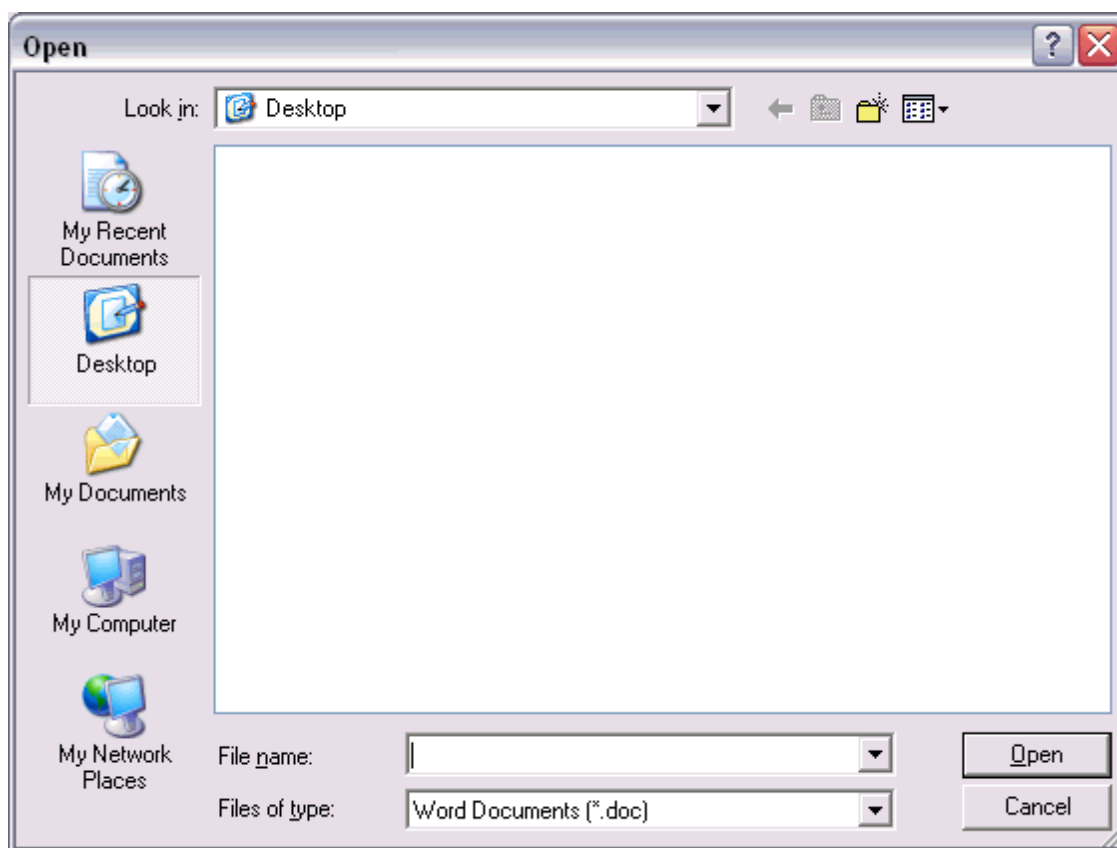 Open
Look in:
Desktop
My Recent
Documents
Desktop
My Documents
My Computer
My Network
Places
File name:
Open
Files of type:
Word Documents (*.doc)
Cancel